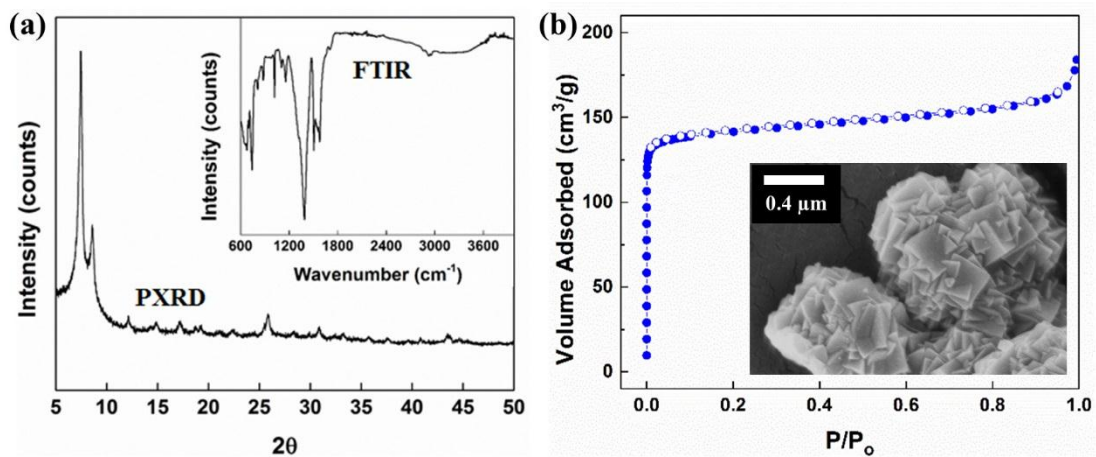 (a)
FTIR
Intensity (counts)
600 1200 1800 2400 3000 3600
Wavenumber (cm⁻¹)
PXRD
Intensity (counts)
5 10 15 20 25 30 35 40 45 50
2θ
(b)
200
150
100
50
0
Volume Adsorbed (cm³/g)
0.4 µm
0.0 0.2 0.4 0.6 0.8 1.0
P/Pₒ